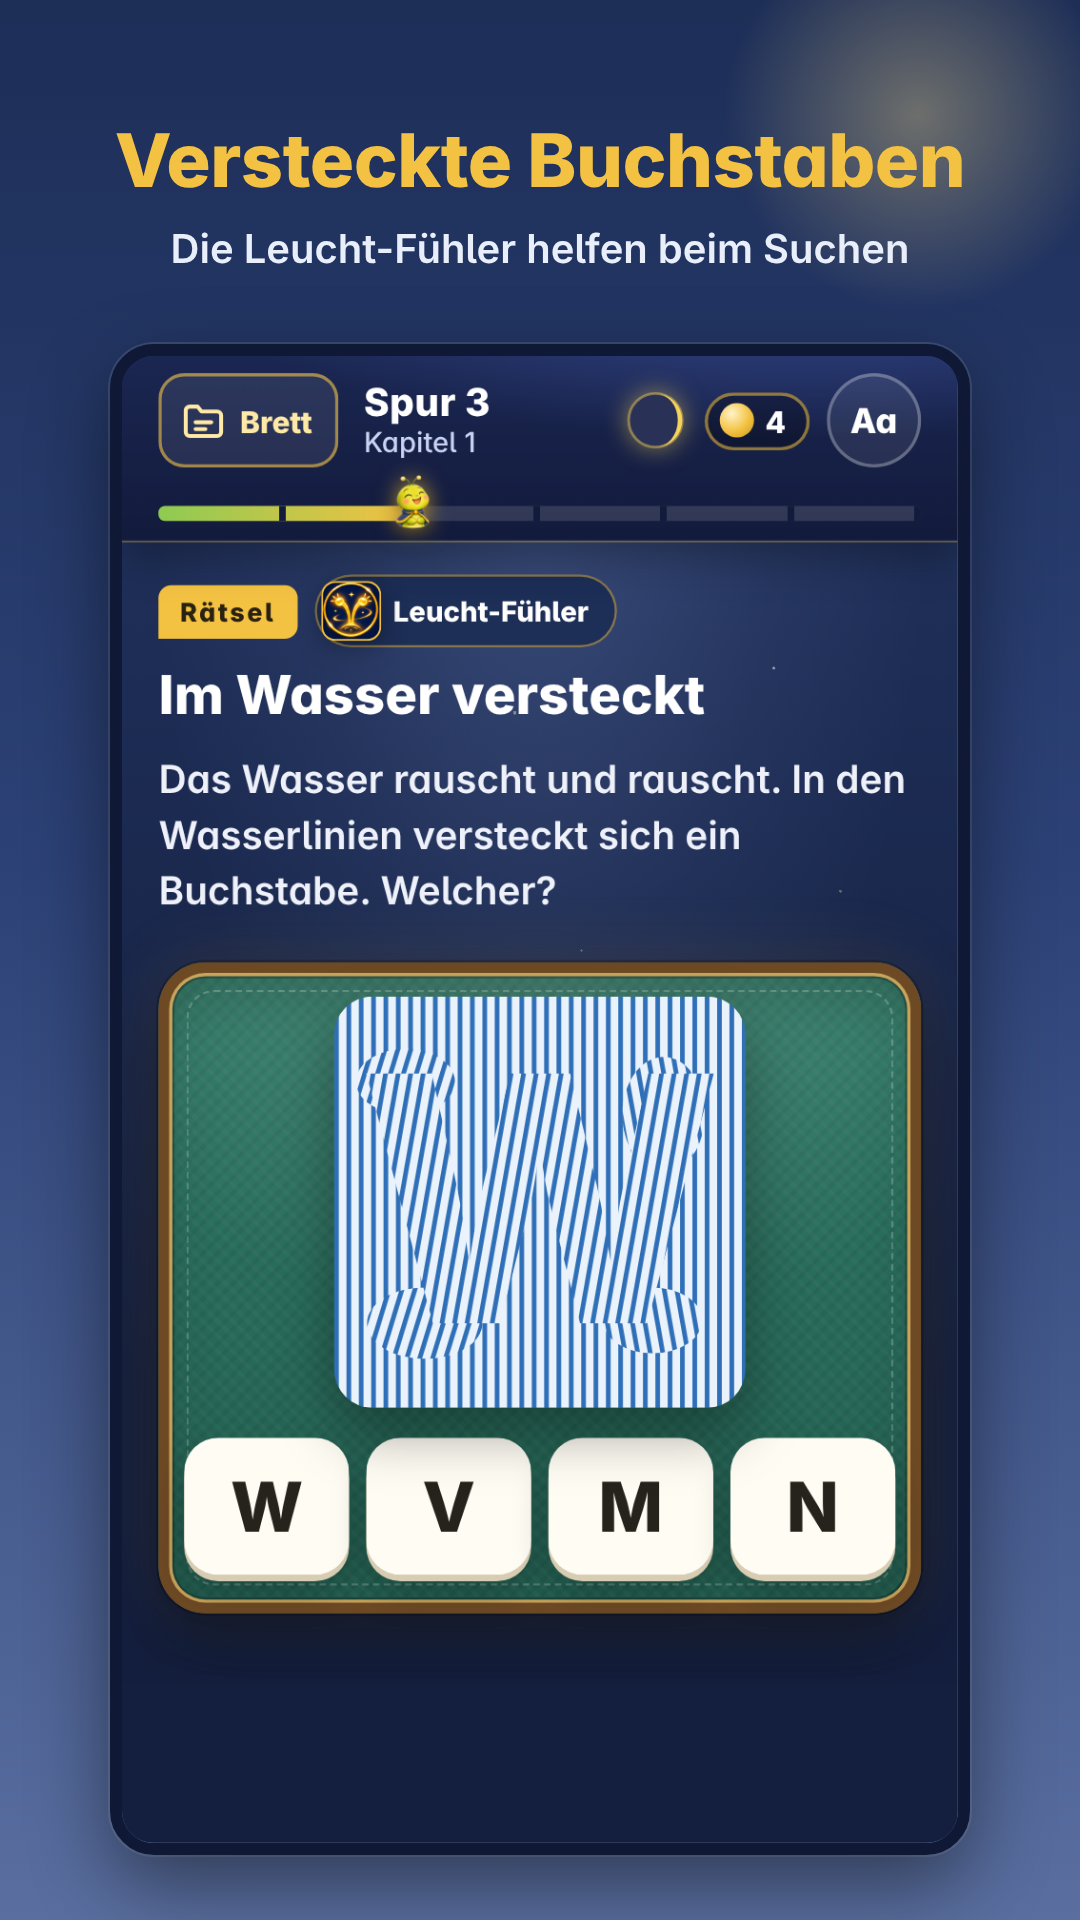 Versteckte Buchstaben
Die Leucht-Fühler helfen beim Suchen
Brett
Spur 3
Kapitel 1
4
Aa
Rätsel
Leucht-Fühler
Im Wasser versteckt
Das Wasser rauscht und rauscht. In den
Wasserlinien versteckt sich ein
Buchstabe. Welcher?
W
W V M N